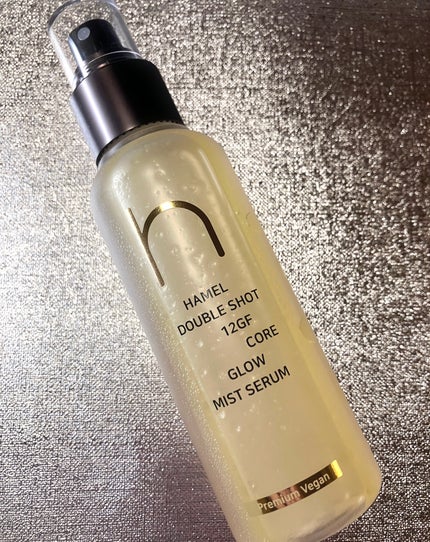 n
HAMEL
DOUBLE SHOT
12GF
CORE
GLOW
MIST SERUM
Premium Vegan